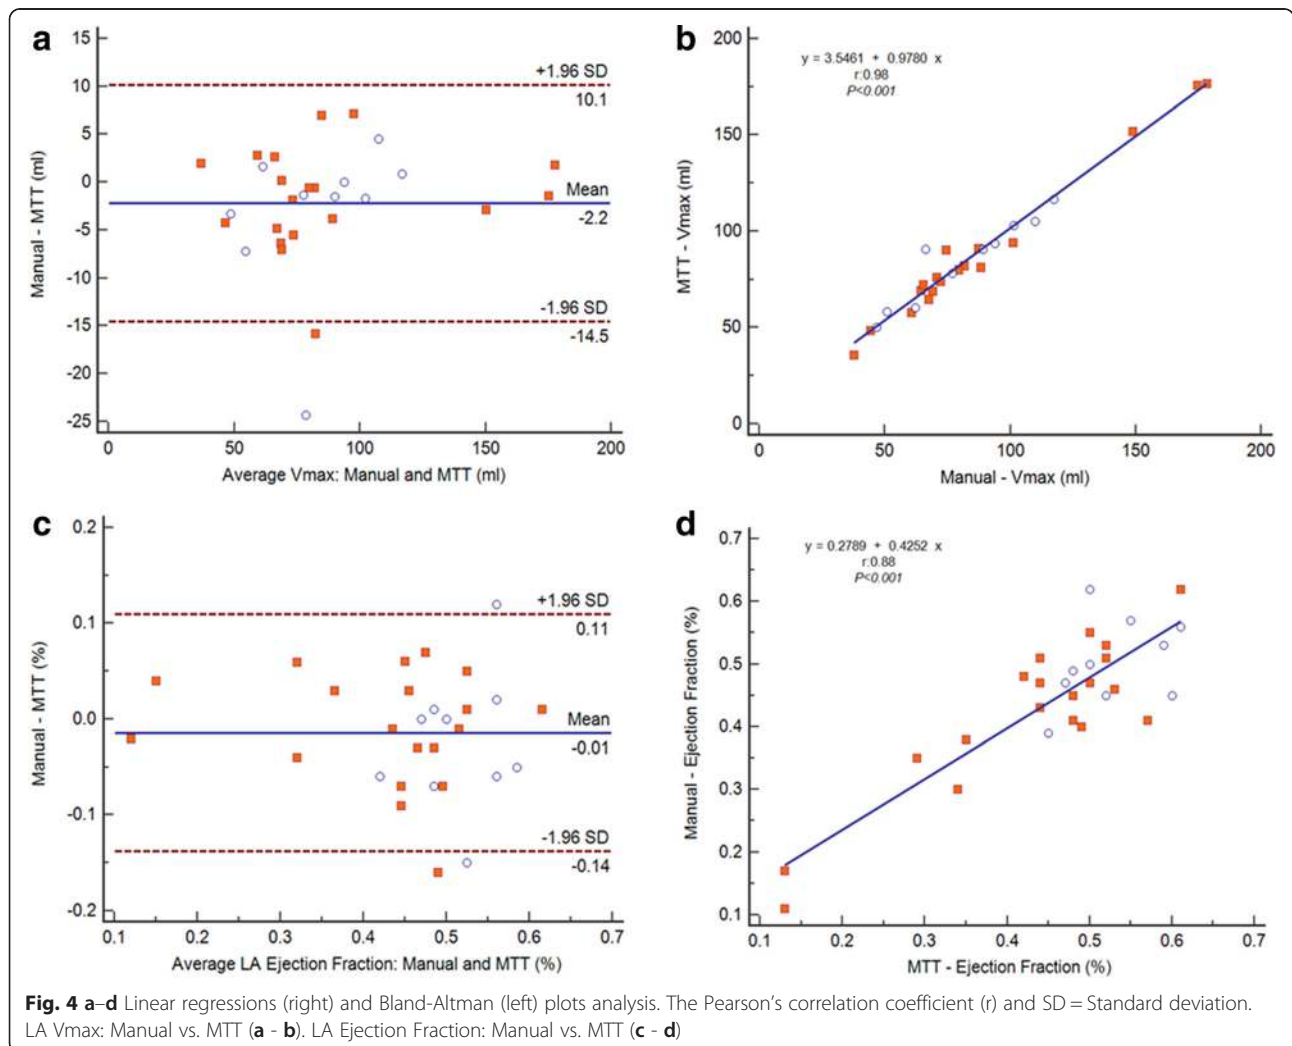 a
15
10
5
0
-5
-10
-15
-20
-25
+1.96 SD
10.1
Mean
-2.2
-1.96 SD
-14.5
0
50
100
150
200
Manual - MTT (ml)
Average Vmax: Manual and MTT (ml)
b
y = 3.5461 + 0.9780 x
r:0.98
P<0.001
200
150
100
50
0
0
50
100
150
200
MTT - Vmax (ml)
Manual - Vmax (ml)
c
0.2
0.1
0.0
-0.1
-0.2
+1.96 SD
0.11
Mean
-0.01
-1.96 SD
-0.14
0.1
0.2
0.3
0.4
0.5
0.6
0.7
Manual - MTT (%)
Average LA Ejection Fraction: Manual and MTT (%)
d
y = 0.2789 + 0.4252 x
r:0.88
P<0.001
0.7
0.6
0.5
0.4
0.3
0.2
0.1
0.1
0.2
0.3
0.4
0.5
0.6
0.7
Manual - Ejection Fraction (%)
MTT - Ejection Fraction (%)
Fig. 4 a–d Linear regressions (right) and Bland-Altman (left) plots analysis. The Pearson's correlation coefficient (r) and SD = Standard deviation.
LA Vmax: Manual vs. MTT (a - b). LA Ejection Fraction: Manual vs. MTT (c - d)